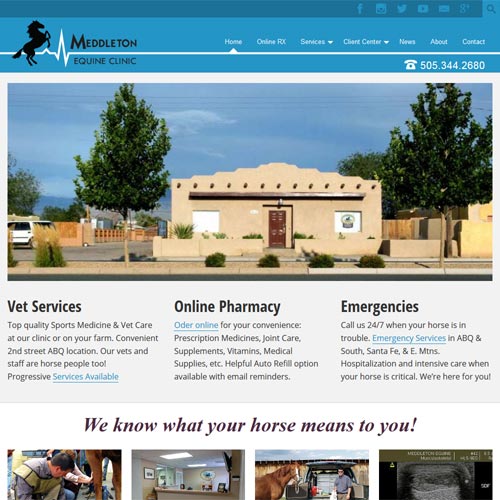 MEDDLETON
EQUINE CLINIC
Home Online RX Services Client Center News About Contact
505.344.2680
Vet Services
Top quality Sports Medicine & Vet Care
at our clinic or on your farm. Convenient
2nd street ABQ location. Our vets and
staff are horse people too!
Progressive Services Available
Online Pharmacy
Oder online for your convenience:
Prescription Medicines, Joint Care,
Supplements, Vitamins, Medical
Supplies, etc. Helpful Auto Refill option
available with email reminders.
Emergencies
Call us 24/7 when your horse is in
trouble. Emergency Services in ABQ &
South, Santa Fe, & E. Mtns.
Hospitalization and intensive care when
your horse is critical. We're here for you!
We know what your horse means to you!
MEDDLETON EQUINE